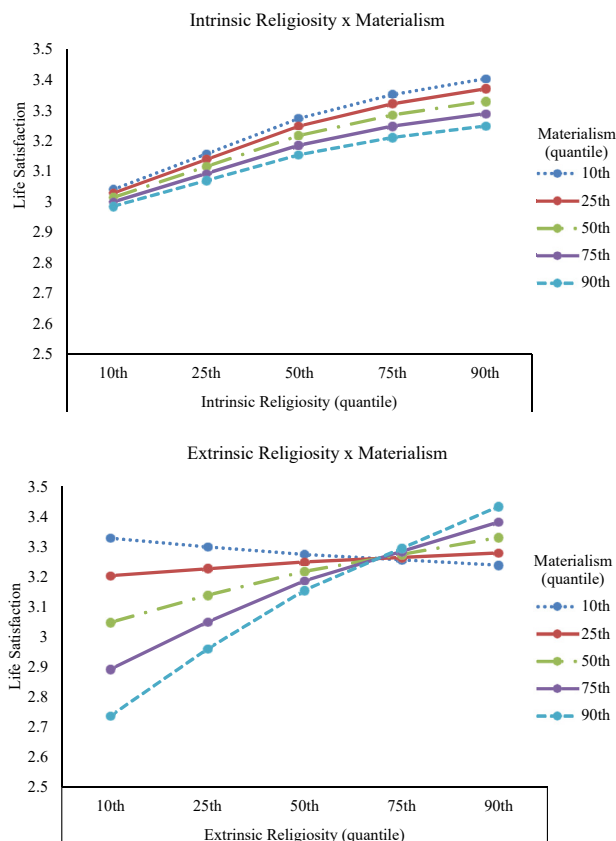 Intrinsic Religiosity x Materialism
3.5
3.4
3.3
3.2
3.1
3
2.9
2.8
2.7
2.6
2.5
Life Satisfaction
10th 25th 50th 75th 90th
Intrinsic Religiosity (quantile)
Materialism
(quantile)
10th
25th
50th
75th
90th
Extrinsic Religiosity x Materialism
3.5
3.4
3.3
3.2
3.1
3
2.9
2.8
2.7
2.6
2.5
Life Satisfaction
10th 25th 50th 75th 90th
Extrinsic Religiosity (quantile)
Materialism
(quantile)
10th
25th
50th
75th
90th